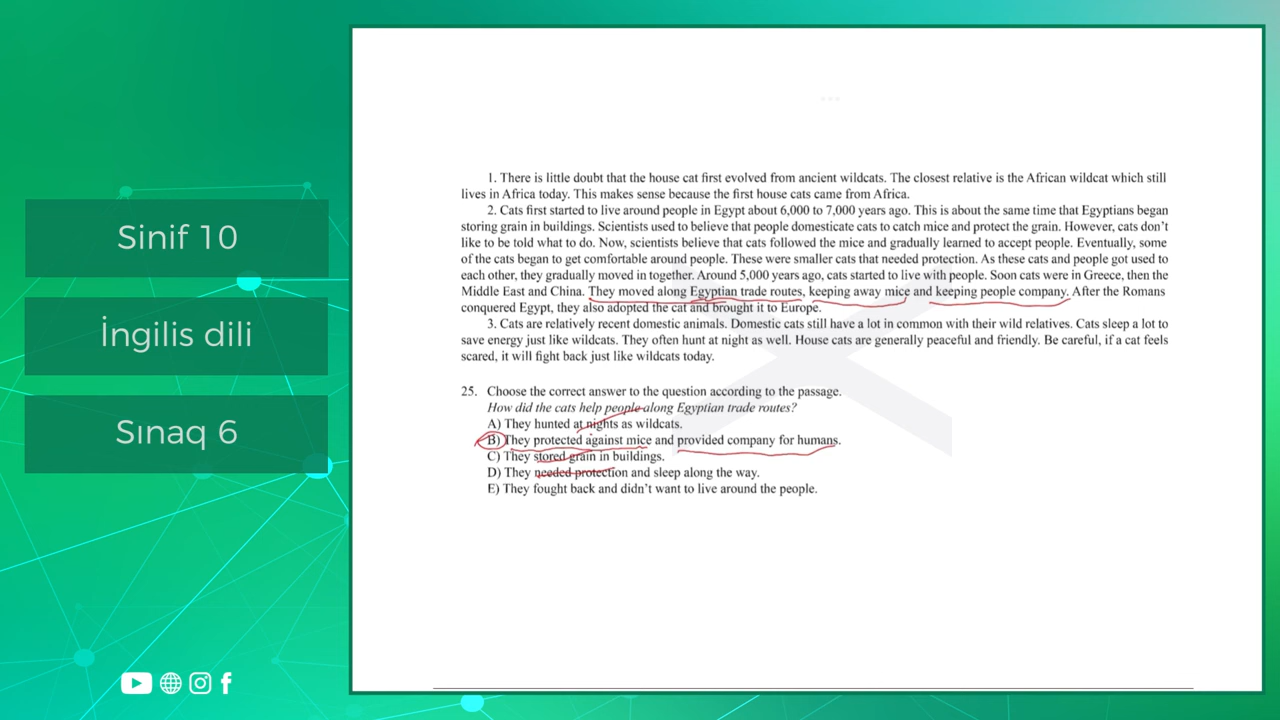 Sinif 10
İngilis dili
Sınaq 6
1. There is little doubt that the house cat first evolved from ancient wildcats. The closest relative is the African wildcat which still
lives in Africa today. This makes sense because the first house cats came from Africa.
2. Cats first started to live around people in Egypt about 6,000 to 7,000 years ago. This is about the same time that Egyptians began
storing grain in buildings. Scientists used to believe that people domesticate cats to catch mice and protect the grain. However, cats don't
like to be told what to do. Now, scientists believe that cats followed the mice and gradually learned to accept people. Eventually, some
of the cats began to get comfortable around people. These were smaller cats that needed protection. As these cats and people got used to
each other, they gradually moved in together. Around 5,000 years ago, cats started to live with people. Soon cats were in Greece, then the
Middle East and China. They moved along Egyptian trade routes, keeping away mice and keeping people company. After the Romans
conquered Egypt, they also adopted the cat and brought it to Europe.
3. Cats are relatively recent domestic animals. Domestic cats still have a lot in common with their wild relatives. Cats sleep a lot to
save energy just like wildcats. They often hunt at night as well. House cats are generally peaceful and friendly. Be careful, if a cat feels
scared, it will fight back just like wildcats today.
25. Choose the correct answer to the question according to the passage.
How did the cats help people along Egyptian trade routes?
A) They hunted at nights as wildcats.
B) They protected against mice and provided company for humans.
C) They stored grain in buildings.
D) They needed protection and sleep along the way.
E) They fought back and didn't want to live around the people.